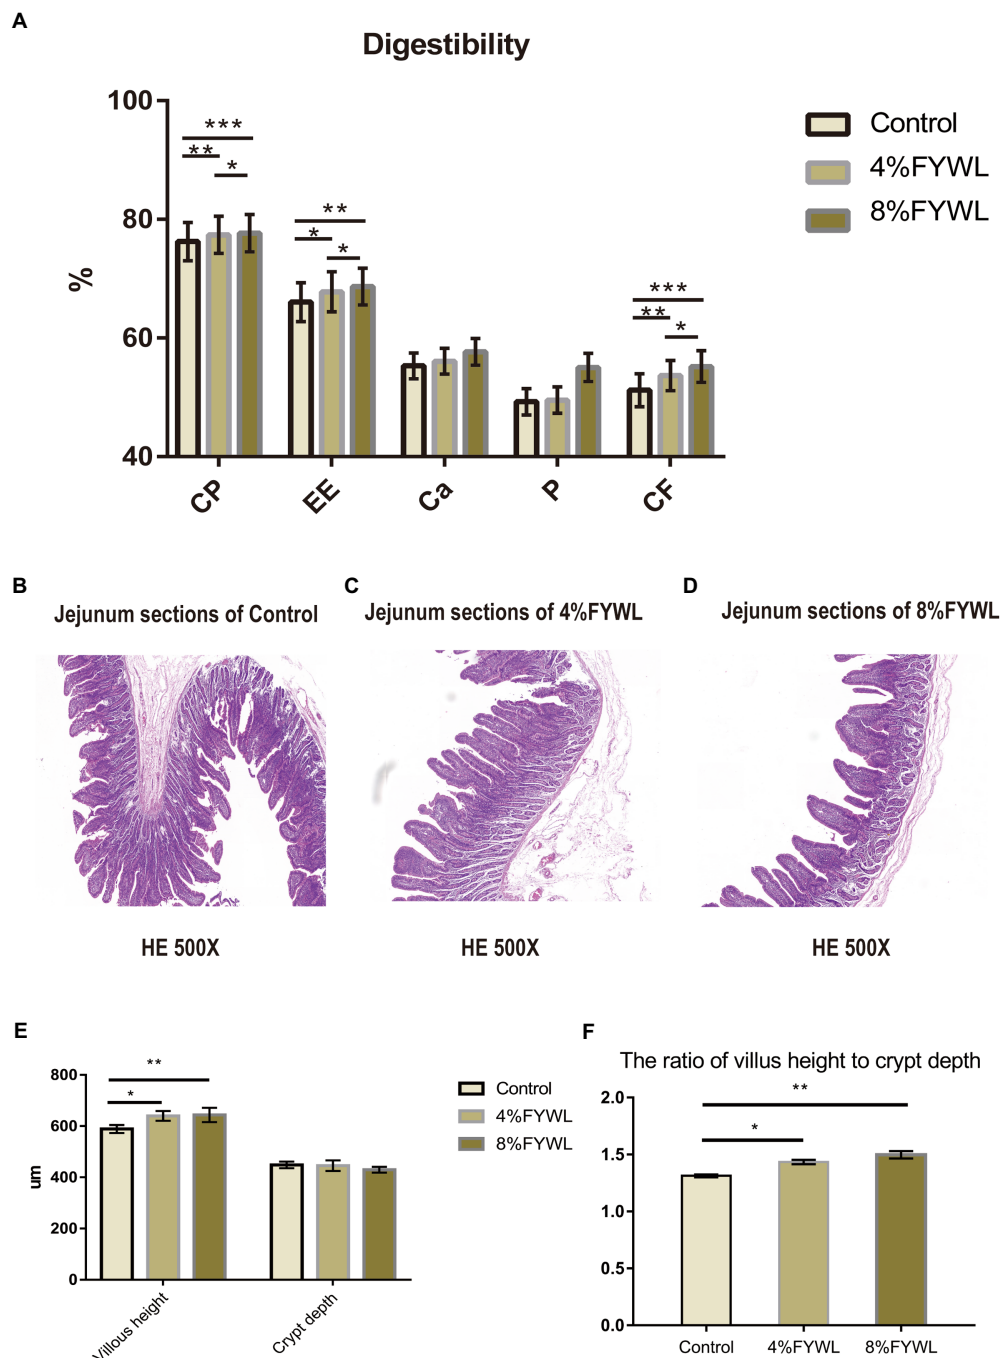 A
Digestibility
100
80
60
40
%
***
**
*
**
*
*
***
**
*
CP
EE
Ca
P
CF
Control
4%FYWL
8%FYWL
B
Jejunum sections of Control
HE 500X
C
Jejunum sections of 4%FYWL
HE 500X
D
Jejunum sections of 8%FYWL
HE 500X
E
800
600
400
200
0
um
**
*
Villous height
Crypt depth
Control
4%FYWL
8%FYWL
F
The ratio of villus height to crypt depth
2.0
1.5
1.0
0.5
0.0
**
*
Control
4%FYWL
8%FYWL